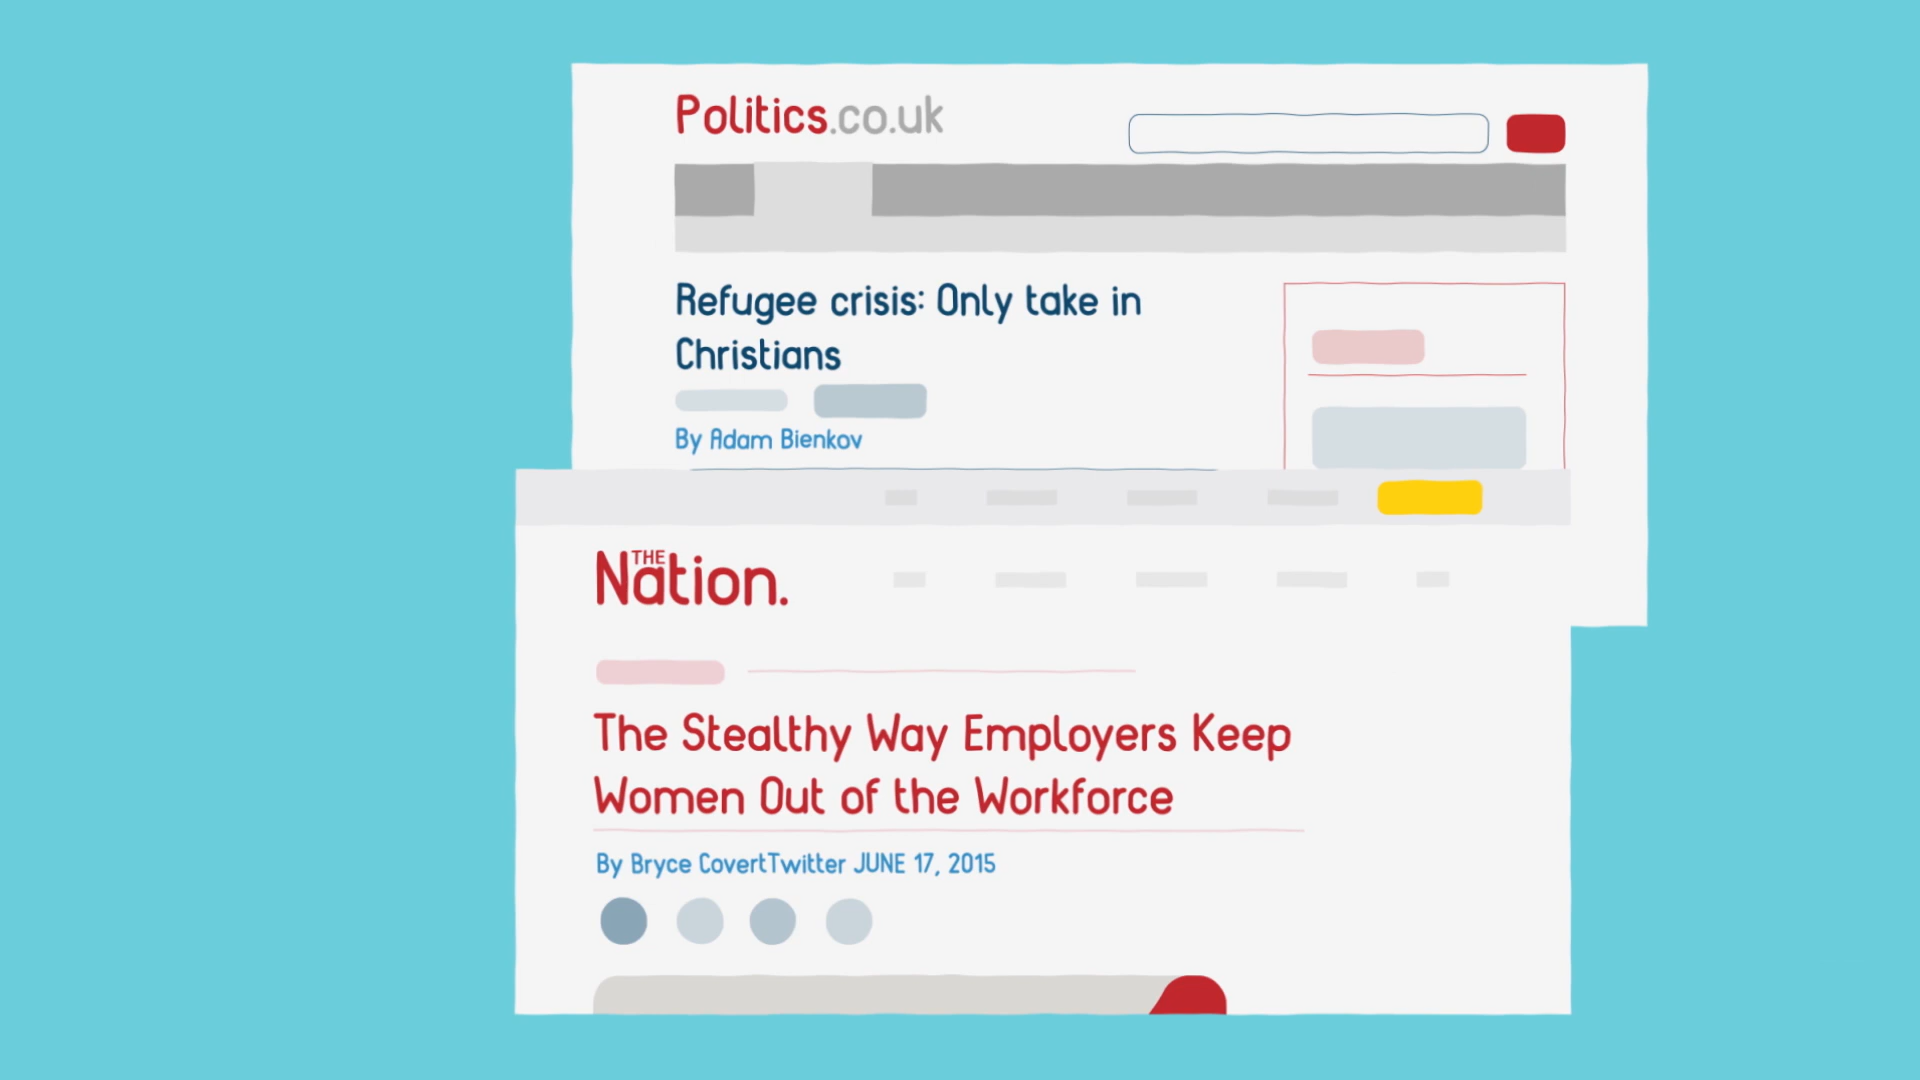 Politics.co.uk
Refugee crisis: Only take in
Christians
By Adam Bienkov
THE
Nation.
The Stealthy Way Employers Keep
Women Out of the Workforce
By Bryce CovertTwitter JUNE 17, 2015